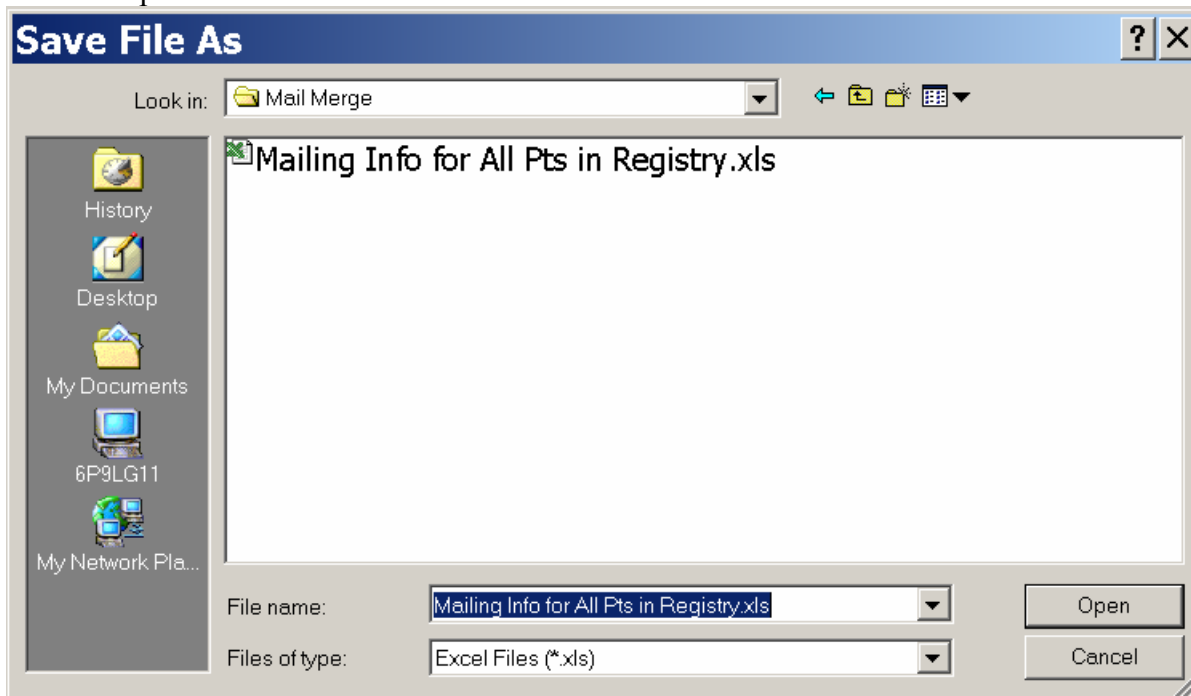 Save File As
Look in:
Mail Merge
Mailing Info for All Pts in Registry.xls
History
Desktop
My Documents
6P9LG11
My Network Pla...
File name:
Mailing Info for All Pts in Registry.xls
Open
Files of type:
Excel Files (*.xls)
Cancel